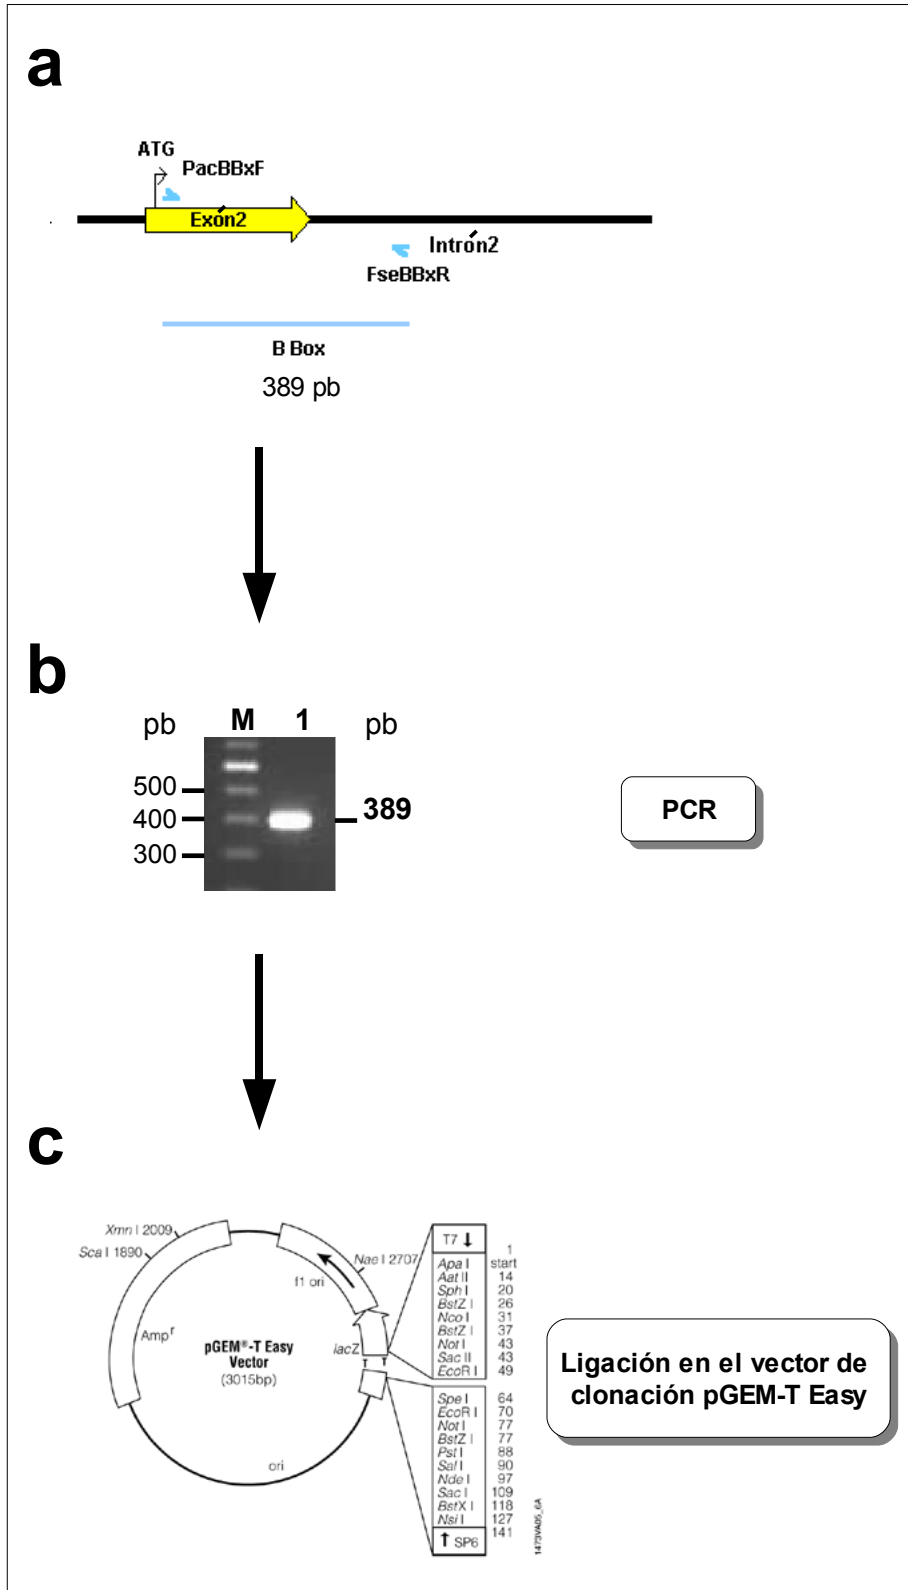 a
ATG
PacBBxF
Exón2
Intrón2
FseBBxR
B Box
389 pb
b
pb M 1 pb
500
400
300
389
PCR
c
Xmn I 2009
Sca I 1890
Nae I 2707
f1 ori
Ampr
lacZ
pGEM®-T Easy
Vector
(3015bp)
T T
ori
T7 ↓
1
start
Apa I
Aat II 14
Sph I 20
BstZ I 26
Nco I 31
BstZ I 37
Not I 43
Sac II 43
EcoR I 49
Spe I 64
EcoR I 70
Not I 77
BstZ I 77
Pst I 88
Sal I 90
Nde I 97
Sac I 109
BstX I 118
Nsi I 127
141
↑ SP6
1473VA05_6A
Ligación en el vector de
clonación pGEM-T Easy